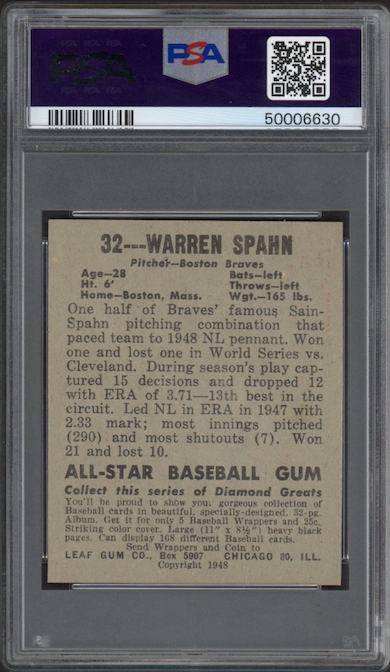 PSA
PSA
50006630
32---WARREN SPAHN
Pitcher—Boston Braves
Age—28 Bats—left
Ht. 6' Throws—left
Home—Boston, Mass. Wgt.—165 lbs.
One half of Braves' famous Sain-
Spahn pitching combination that
paced team to 1948 NL pennant. Won
one and lost one in World Series vs.
Cleveland. During season's play cap-
tured 15 decisions and dropped 12
with ERA of 3.71—13th best in the
circuit. Led NL in ERA in 1947 with
2.33 mark; most innings pitched
(290) and most shutouts (7). Won
21 and lost 10.
ALL-STAR BASEBALL GUM
Collect this series of Diamond Greats
You'll be proud to show you, gorgeous collection of
Baseball cards in beautiful, specially-designed, 32-pg.
Album. Get it for only 5 Baseball Wrappers and 25c.
Striking color cover. Large (11" x 8½") heavy black
pages. Can display 168 different Baseball cards.
Send Wrappers and Coin to
LEAF GUM CO., Box 5907 CHICAGO 80, ILL.
Copyright 1948